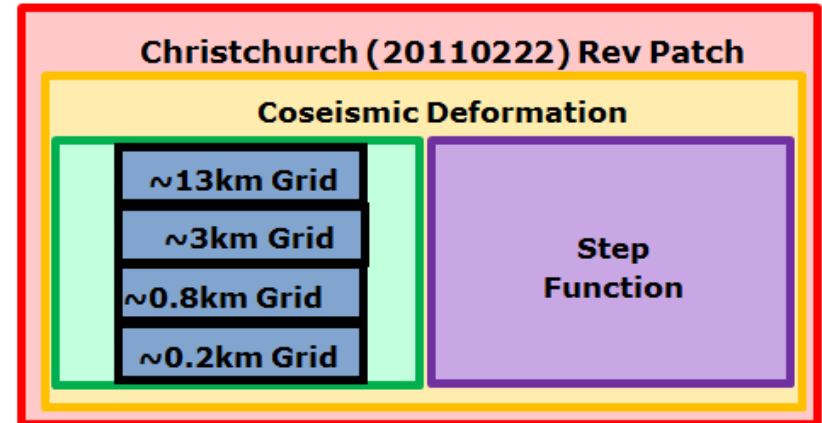 Christchurch (20110222) Rev Patch
Coseismic Deformation
~13km Grid
~3km Grid
~0.8km Grid
~0.2km Grid
Step
Function